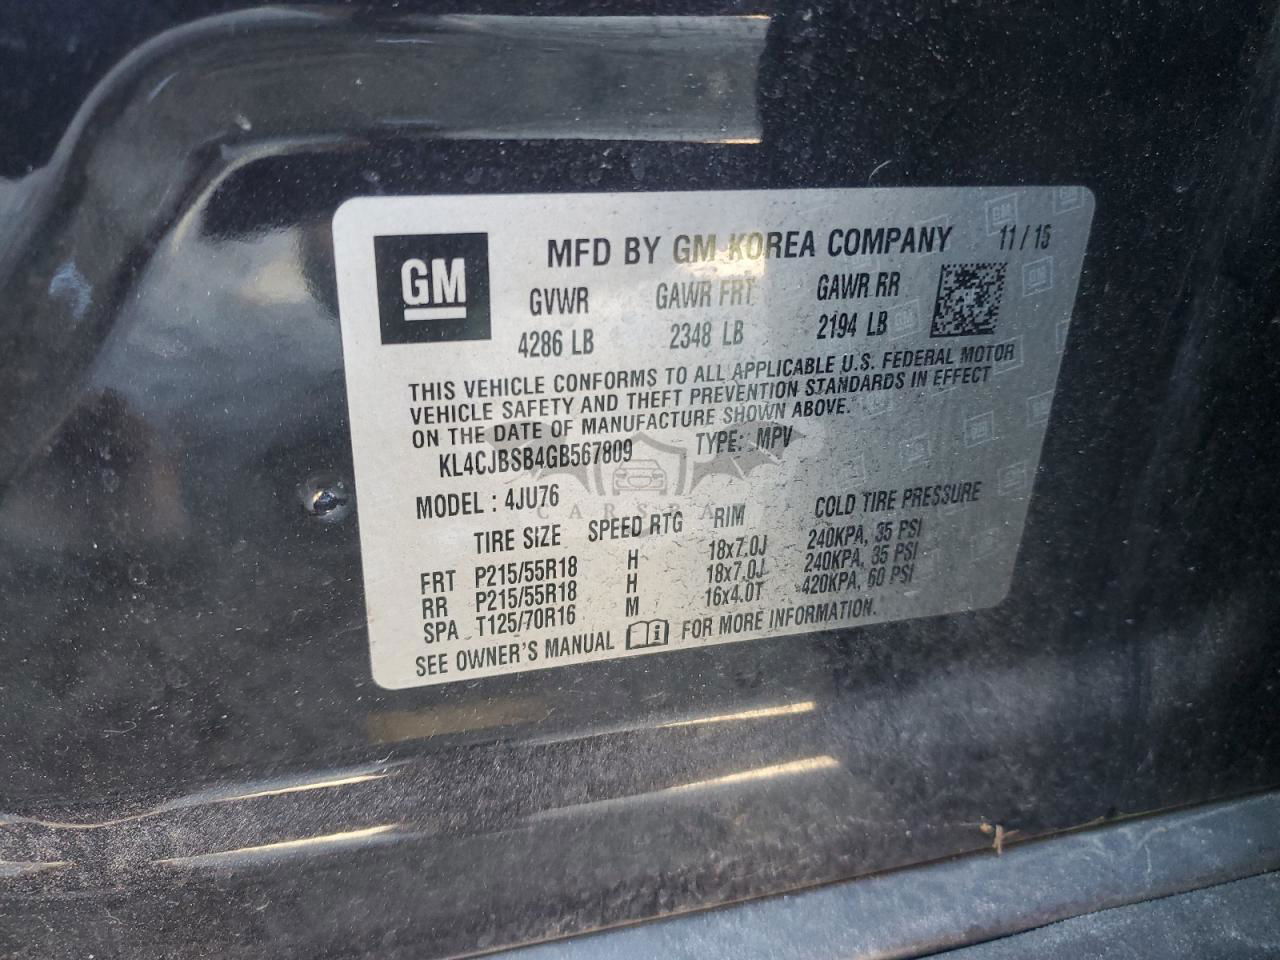 GM
MFD BY GM KOREA COMPANY 11 / 15
GVWR GAWR FRT GAWR RR
4286 LB 2348 LB 2194 LB
THIS VEHICLE CONFORMS TO ALL APPLICABLE U.S. FEDERAL MOTOR
VEHICLE SAFETY AND THEFT PREVENTION STANDARDS IN EFFECT
ON THE DATE OF MANUFACTURE SHOWN ABOVE.
KL4CJBSB4GB567809 TYPE: MPV
MODEL : 4JU76
CARSPA
TIRE SIZE SPEED RTG RIM COLD TIRE PRESSURE
FRT P215/55R18 H 18x7.0J 240KPA, 35 PSI
RR P215/55R18 H 18x7.0J 240KPA, 35 PSI
SPA T125/70R16 M 16x4.0T 420KPA, 60 PSI
SEE OWNER'S MANUAL FOR MORE INFORMATION.